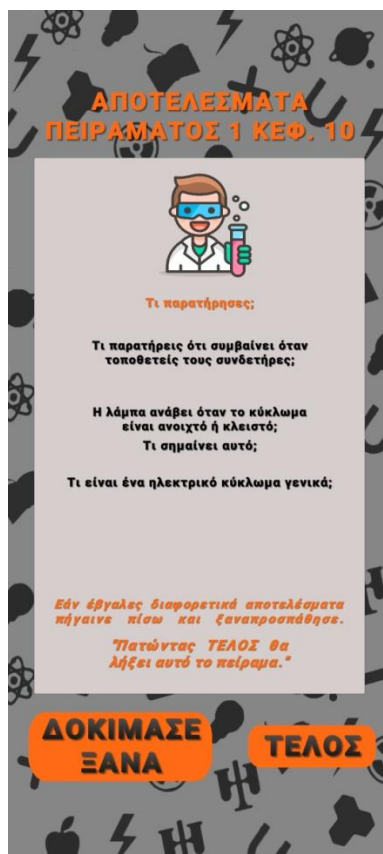 ΑΠΟΤΕΛΕΣΜΑΤΑ
ΠΕΙΡΑΜΑΤΟΣ 1 ΚΕΦ. 10
Τι παρατήρησες;
Τι παρατήρεις ότι συμβαίνει όταν
τοποθετείς τους συνδετήρες;
Η λάμπα ανάβει όταν το κύκλωμα
είναι ανοιχτό ή κλειστό;
Τι σημαίνει αυτό;
Τι είναι ένα ηλεκτρικό κύκλωμα γενικά;
Εάν έβγαλες διαφορετικά αποτελέσματα
πήγαινε πίσω και ξαναπροσπάθησε.
"Πατώντας ΤΕΛΟΣ θα
λήξει αυτό το πείραμα."
ΔΟΚΙΜΑΣΕ
ΞΑΝΑ
ΤΕΛΟΣ